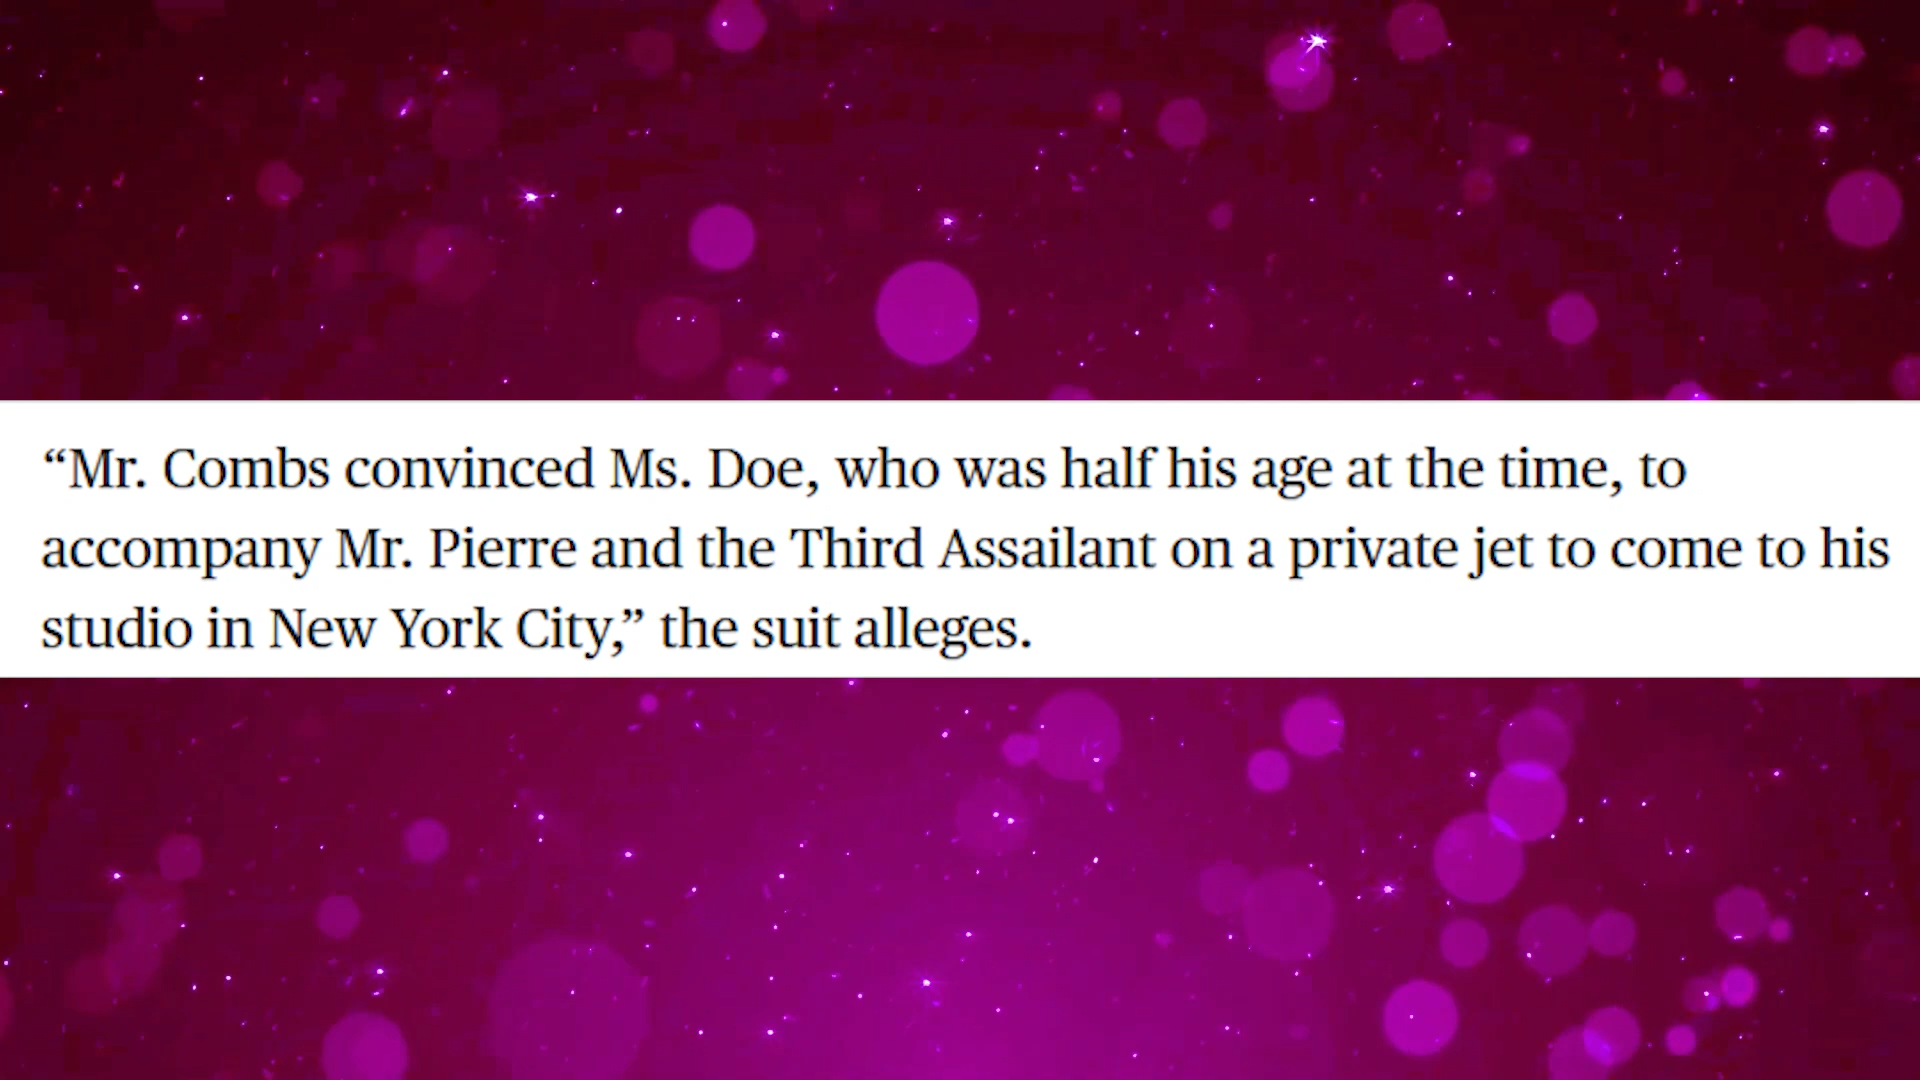 “Mr. Combs convinced Ms. Doe, who was half his age at the time, to
accompany Mr. Pierre and the Third Assailant on a private jet to come to his
studio in New York City,” the suit alleges.